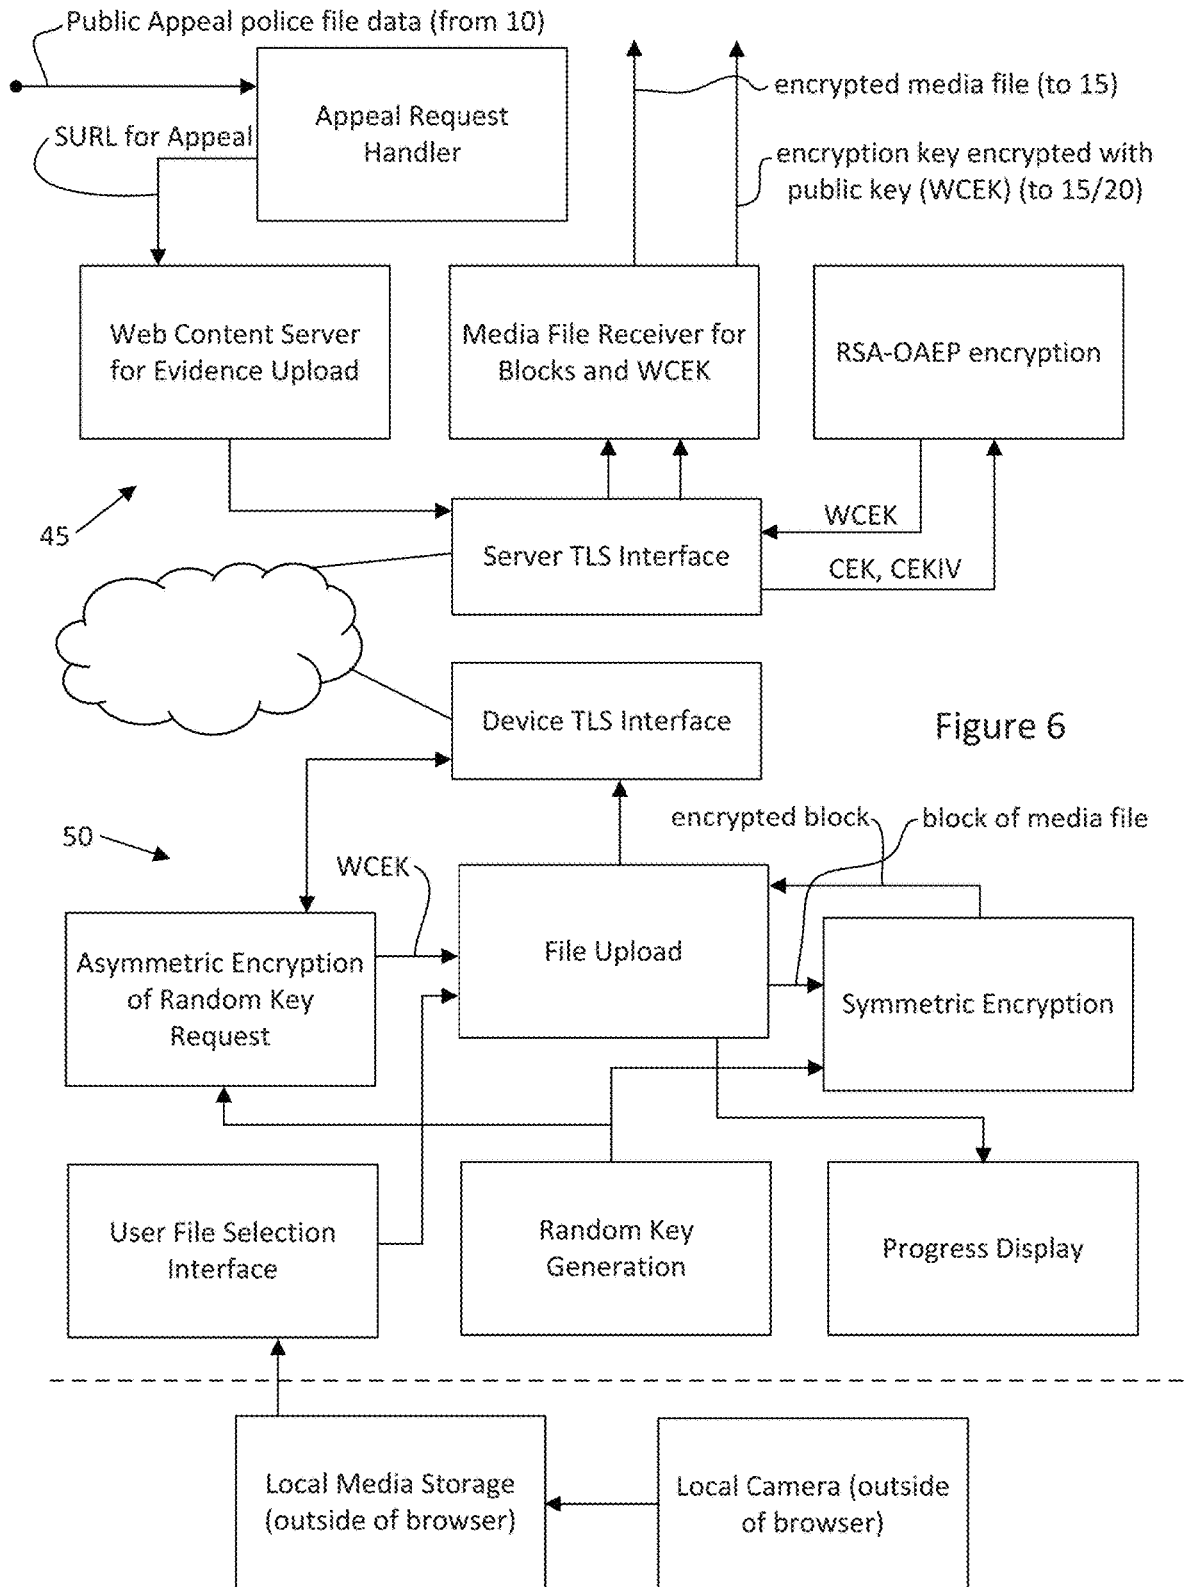 Public Appeal police file data (from 10)
Appeal Request
Handler
SURL for Appeal
encrypted media file (to 15)
encryption key encrypted with
public key (WCEK) (to 15/20)
Web Content Server
for Evidence Upload
Media File Receiver for
Blocks and WCEK
RSA-OAEP encryption
45
WCEK
Server TLS Interface
CEK, CEKIV
Device TLS Interface
Figure 6
50
encrypted block
block of media file
WCEK
Asymmetric Encryption
of Random Key
Request
File Upload
Symmetric Encryption
User File Selection
Interface
Random Key
Generation
Progress Display
Local Media Storage
(outside of browser)
Local Camera (outside
of browser)